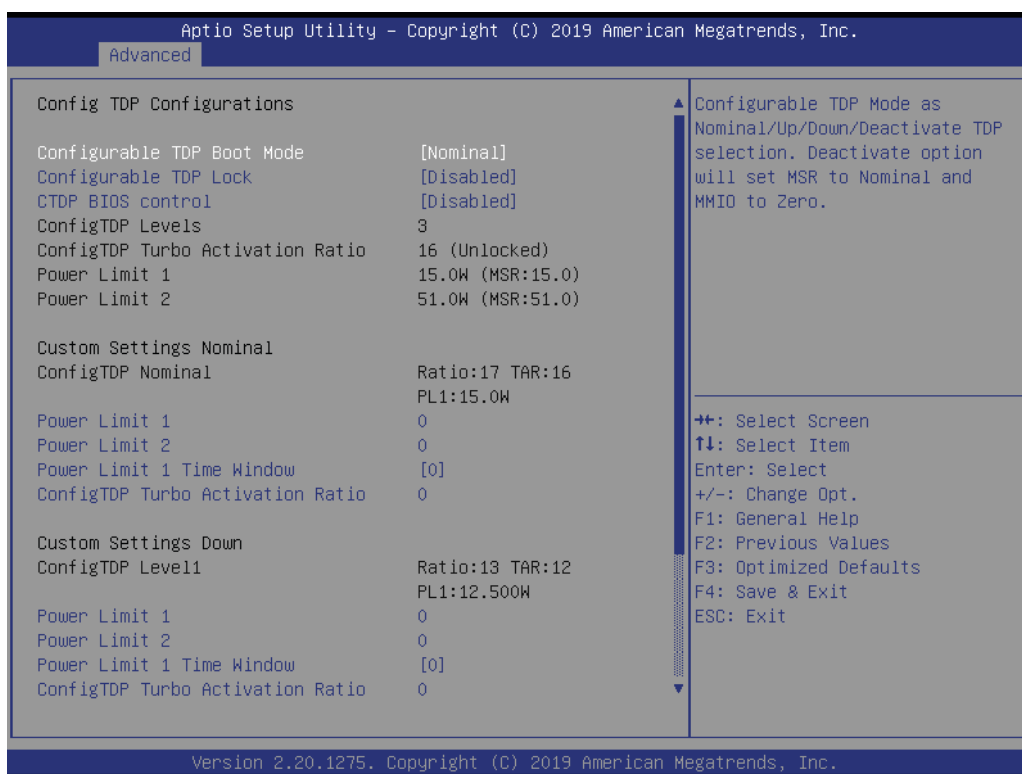 Aptio Setup Utility – Copyright (C) 2019 American Megatrends, Inc.
Advanced
Config TDP Configurations
Configurable TDP Boot Mode [Nominal]
Configurable TDP Lock [Disabled]
CTDP BIOS control [Disabled]
ConfigTDP Levels 3
ConfigTDP Turbo Activation Ratio 16 (Unlocked)
Power Limit 1 15.0W (MSR:15.0)
Power Limit 2 51.0W (MSR:51.0)
Custom Settings Nominal
ConfigTDP Nominal Ratio:17 TAR:16
PL1:15.0W
Power Limit 1 0
Power Limit 2 0
Power Limit 1 Time Window [0]
ConfigTDP Turbo Activation Ratio 0
Custom Settings Down
ConfigTDP Level1 Ratio:13 TAR:12
PL1:12.500W
Power Limit 1 0
Power Limit 2 0
Power Limit 1 Time Window [0]
ConfigTDP Turbo Activation Ratio 0
Configurable TDP Mode as
Nominal/Up/Down/Deactivate TDP
selection. Deactivate option
will set MSR to Nominal and
MMIO to Zero.
→←: Select Screen
↑↓: Select Item
Enter: Select
+/-: Change Opt.
F1: General Help
F2: Previous Values
F3: Optimized Defaults
F4: Save & Exit
ESC: Exit
Version 2.20.1275. Copyright (C) 2019 American Megatrends, Inc.